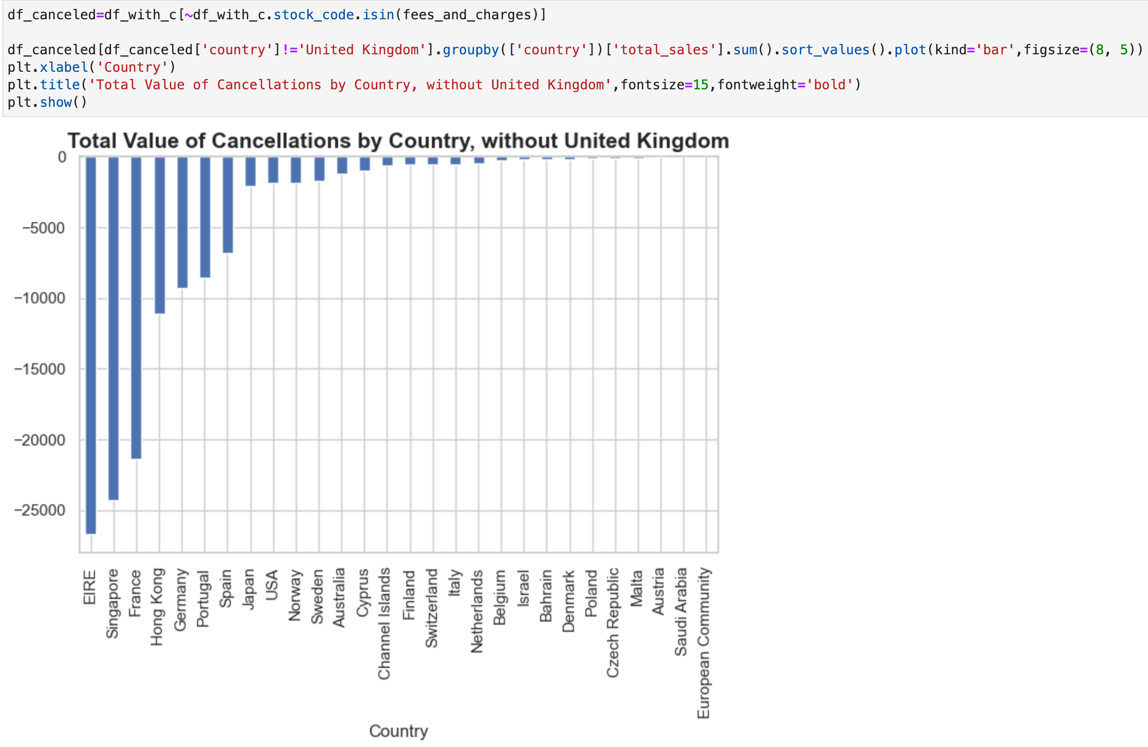 df_canceled=df_with_c[~df_with_c.stock_code.isin(fees_and_charges)]
df_canceled[df_canceled['country']!='United Kingdom'].groupby(['country'])['total_sales'].sum().sort_values().plot(kind='bar',figsize=(8, 5))
plt.xlabel('Country')
plt.title('Total Value of Cancellations by Country, without United Kingdom',fontsize=15,fontweight='bold')
plt.show()
Total Value of Cancellations by Country, without United Kingdom
0
−5000
−10000
−15000
−20000
−25000
EIRE
Singapore
France
Hong Kong
Germany
Portugal
Spain
Japan
USA
Norway
Sweden
Australia
Cyprus
Channel Islands
Finland
Switzerland
Italy
Netherlands
Belgium
Israel
Bahrain
Denmark
Poland
Czech Republic
Malta
Austria
Saudi Arabia
European Community
Country